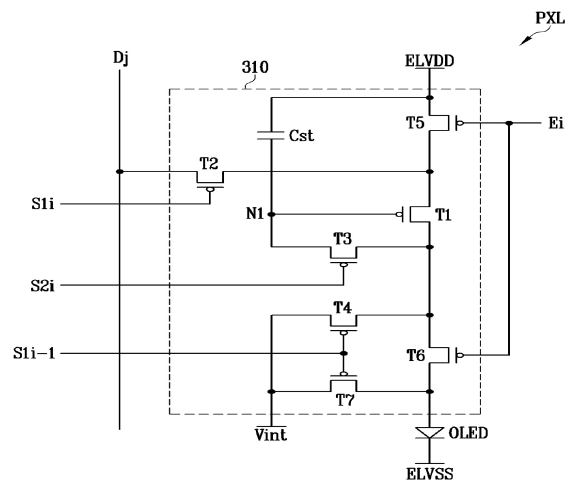 PXL
Dj
310
ELVDD
T5
Ei
Cst
T2
S1i
N1
T1
T3
S2i
T4
S1i-1
T6
T7
Vint
OLED
ELVSS